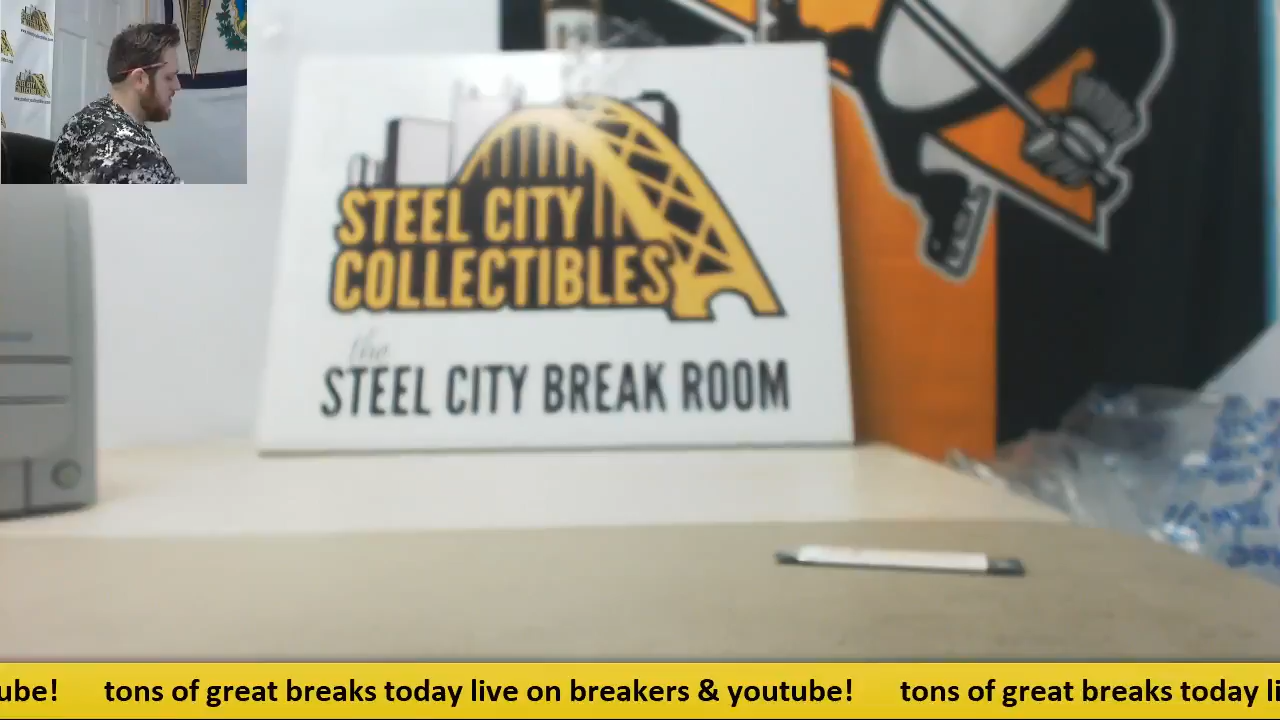 STEEL CITY
COLLECTIBLES
the
STEEL CITY BREAK ROOM
ube! tons of great breaks today live on breakers & youtube! tons of great breaks today li